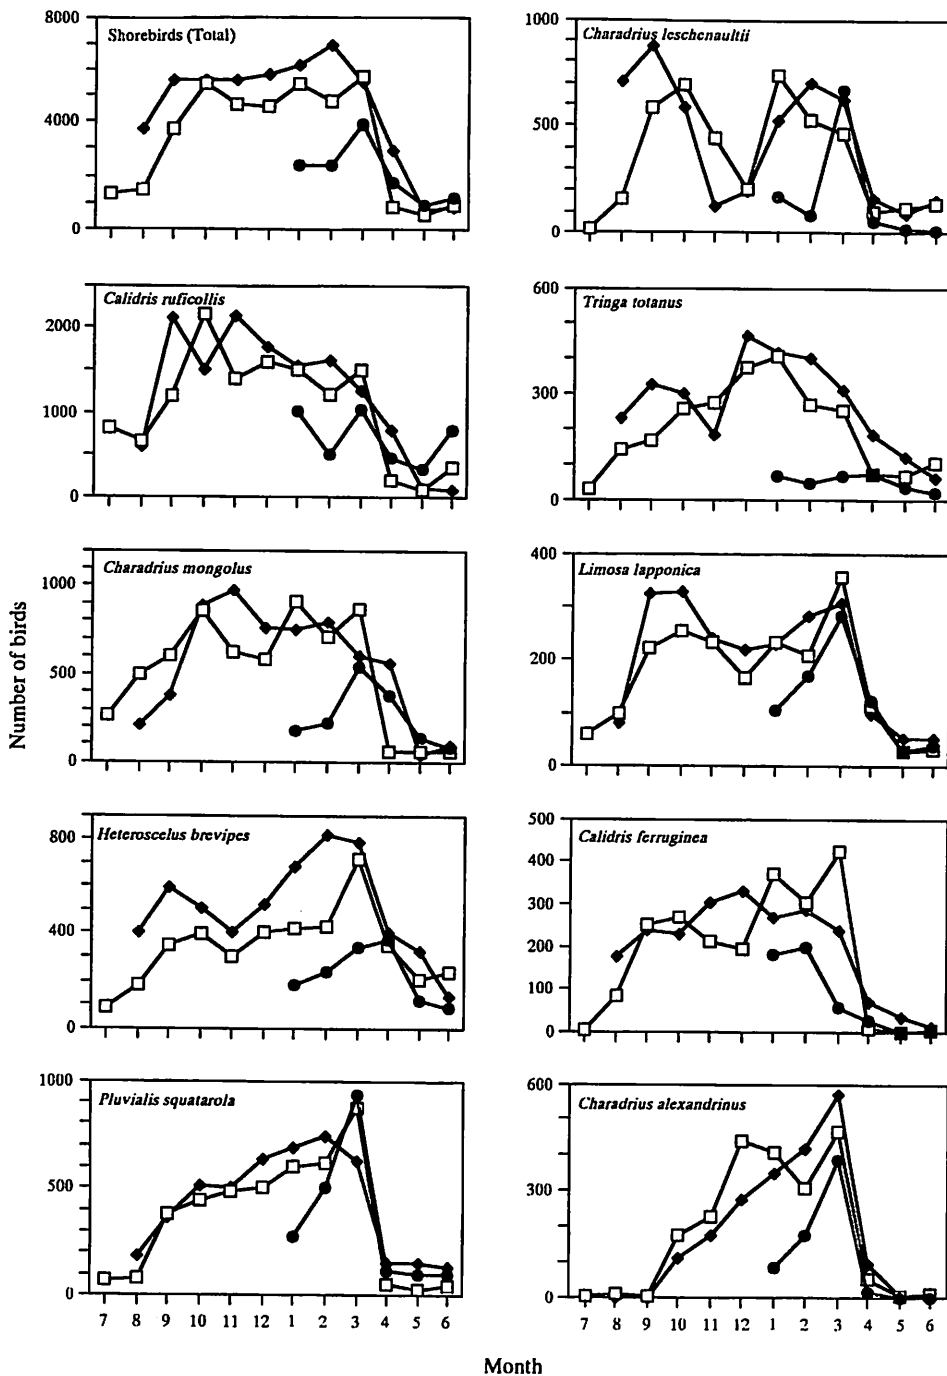 Shorebirds (Total)
8000
4000
0
Charadrius leschenaultii
1000
500
0
Calidris ruficollis
2000
1000
0
Tringa totanus
600
300
0
Charadrius mongolus
1000
500
0
Limosa lapponica
400
200
0
Heteroscelus brevipes
800
400
0
Calidris ferruginea
500
400
300
200
100
0
Pluvialis squatarola
1000
500
0
7 8 9 10 11 12 1 2 3 4 5 6
Charadrius alexandrinus
600
300
0
7 8 9 10 11 12 1 2 3 4 5 6
Number of birds
Month